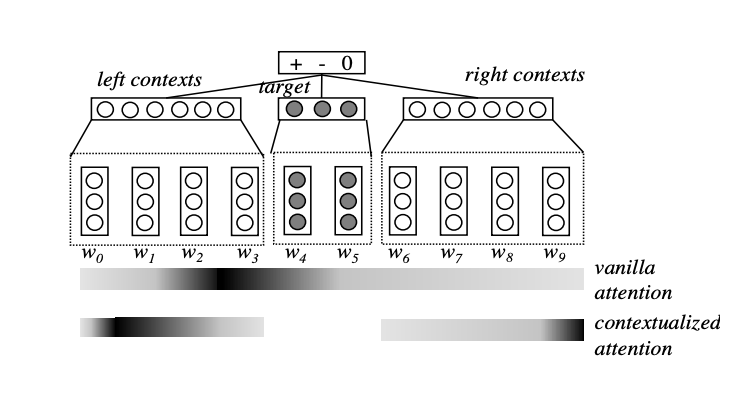 + - 0
left contexts
target
right contexts
w0 w1 w2 w3 w4 w5 w6 w7 w8 w9
vanilla
attention
contextualized
attention